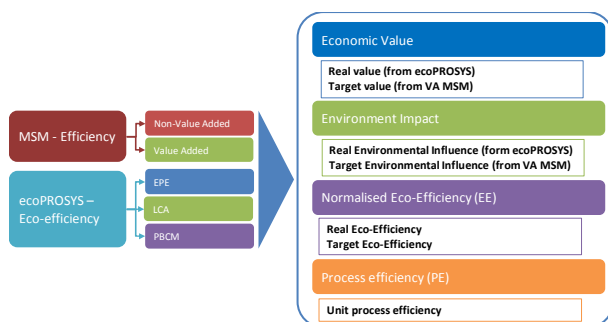 Economic Value
Real value (from ecoPROSYS)
Target value (from VA MSM)
MSM - Efficiency
Non-Value Added
Value Added
Environment Impact
Real Environmental Influence (form ecoPROSYS)
Target Environmental Influence (from VA MSM)
ecoPROSYS –
Eco-efficiency
EPE
LCA
PBCM
Normalised Eco-Efficiency (EE)
Real Eco-Efficiency
Target Eco-Efficiency
Process efficiency (PE)
Unit process efficiency